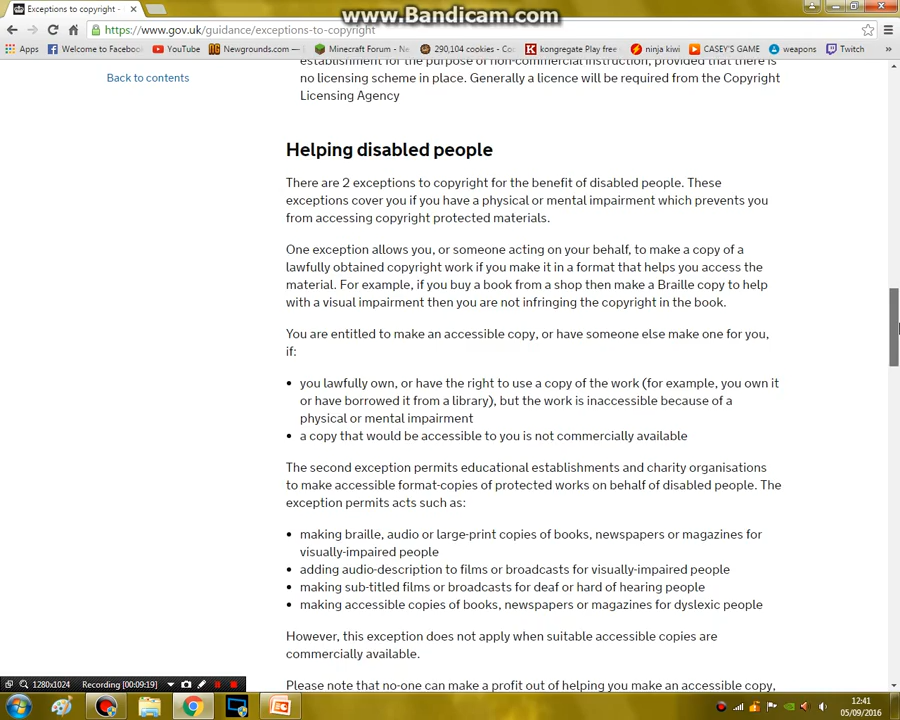 Exceptions to copyright -
www.Bandicam.com
https://www.gov.uk/guidance/exceptions-to-copyright
Apps Welcome to Facebook YouTube Newgrounds.com — Minecraft Forum - Ne 290,104 cookies - Co kongregate Play free ninja kiwi CASEY'S GAME weapons Twitch »
Back to contents
establishment for the purpose of non-commercial instruction, provided that there is
no licensing scheme in place. Generally a licence will be required from the Copyright
Licensing Agency
Helping disabled people
There are 2 exceptions to copyright for the benefit of disabled people. These
exceptions cover you if you have a physical or mental impairment which prevents you
from accessing copyright protected materials.
One exception allows you, or someone acting on your behalf, to make a copy of a
lawfully obtained copyright work if you make it in a format that helps you access the
material. For example, if you buy a book from a shop then make a Braille copy to help
with a visual impairment then you are not infringing the copyright in the book.
You are entitled to make an accessible copy, or have someone else make one for you,
if:
• you lawfully own, or have the right to use a copy of the work (for example, you own it
or have borrowed it from a library), but the work is inaccessible because of a
physical or mental impairment
• a copy that would be accessible to you is not commercially available
The second exception permits educational establishments and charity organisations
to make accessible format-copies of protected works on behalf of disabled people. The
exception permits acts such as:
• making braille, audio or large-print copies of books, newspapers or magazines for
visually-impaired people
• adding audio-description to films or broadcasts for visually-impaired people
• making sub-titled films or broadcasts for deaf or hard of hearing people
• making accessible copies of books, newspapers or magazines for dyslexic people
However, this exception does not apply when suitable accessible copies are
commercially available.
Please note that no-one can make a profit out of helping you make an accessible copy,
1280x1024 Recording [00:09:19]
12:41
05/09/2016